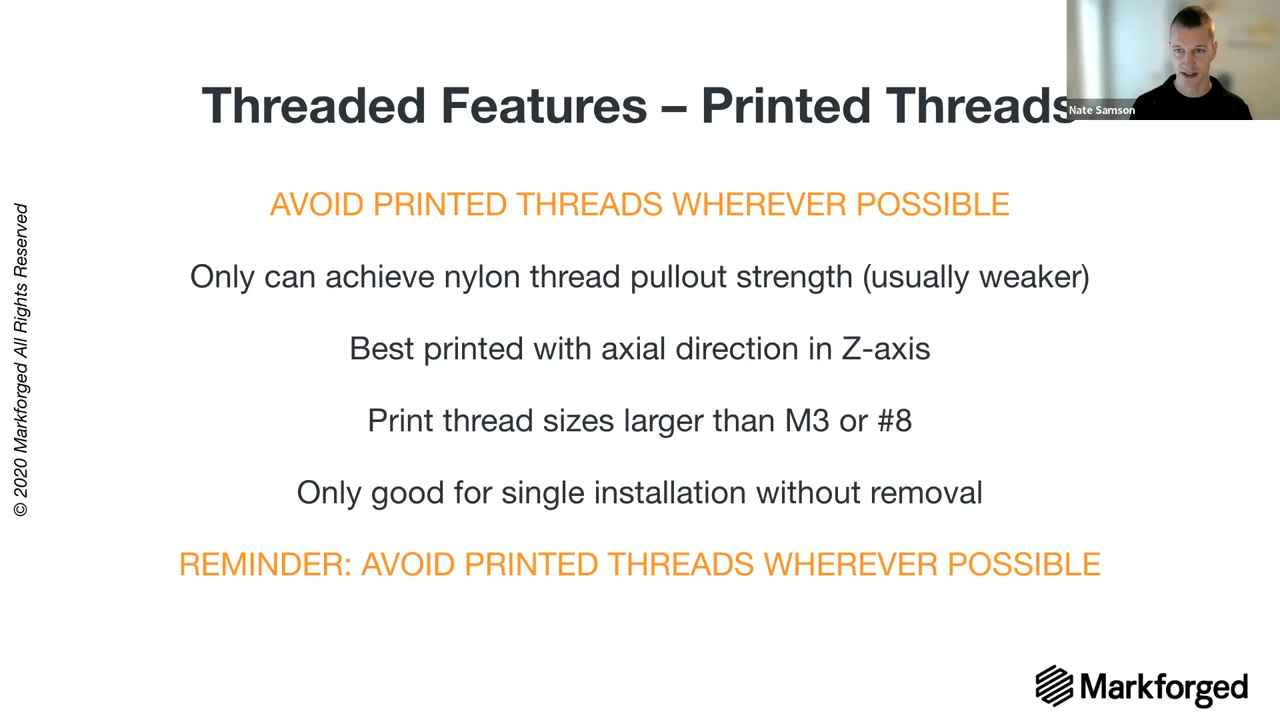 Threaded Features – Printed Threads
Nate Samson
AVOID PRINTED THREADS WHEREVER POSSIBLE
Only can achieve nylon thread pullout strength (usually weaker)
Best printed with axial direction in Z-axis
Print thread sizes larger than M3 or #8
Only good for single installation without removal
REMINDER: AVOID PRINTED THREADS WHEREVER POSSIBLE
© 2020 Markforged All Rights Reserved
Markforged